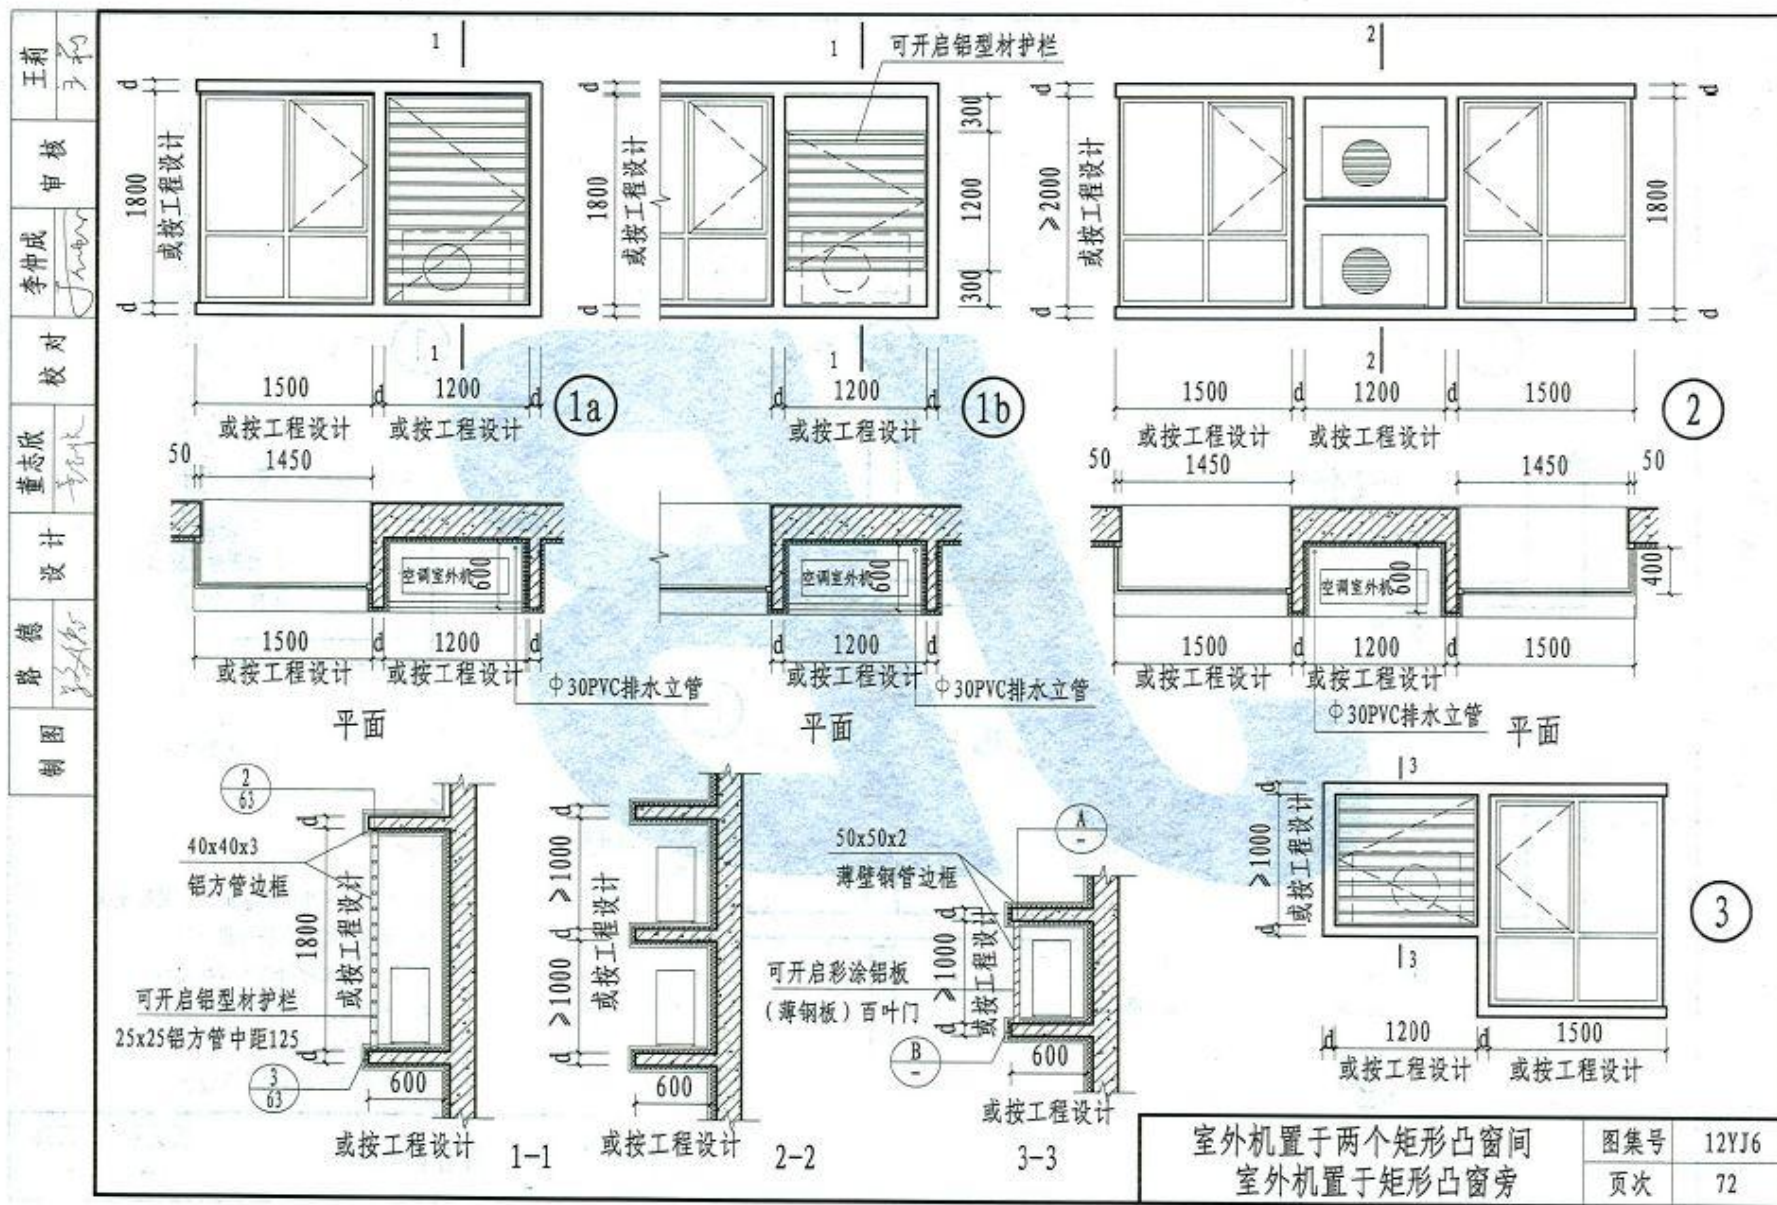 王莉
审核
李仲成
校对
董志欣
设计
路德
制图
1
1
可开启铝型材护栏
2
d
1800
或按工程设计
d
d
1800
或按工程设计
d
300
1200
300
d
≥2000
或按工程设计
d
d
1800
d
1
1
2
1500
d
1200
d
或按工程设计
或按工程设计
1a
d
1200
d
或按工程设计
1b
1500
d
1200
d
1500
或按工程设计
或按工程设计
2
50
1450
50
1450
1450
50
空调室外机
600
空调室外机
600
空调室外机
600
400
1500
d
1200
d
或按工程设计
或按工程设计
ф30PVC排水立管
平面
d
1200
d
或按工程设计
ф30PVC排水立管
平面
1500
d
1200
d
1500
或按工程设计
或按工程设计
ф30PVC排水立管
平面
2
63
d
40x40x3
铝方管边框
1800
或按工程设计
可开启铝型材护栏
25x25铝方管中距125
d
3
63
600
或按工程设计
1-1
d
≥1000
d
或按工程设计
≥1000
d
600
或按工程设计
2-2
A
-
50x50x2
薄壁钢管边框
d
≥1000
或按工程设计
可开启彩涂铝板
(薄钢板)百叶门
d
B
-
600
或按工程设计
3-3
3
d
≥1000
或按工程设计
d
3
3
d
1200
d
1500
或按工程设计
或按工程设计
室外机置于两个矩形凸窗间
室外机置于矩形凸窗旁
图集号
12YJ6
页次
72